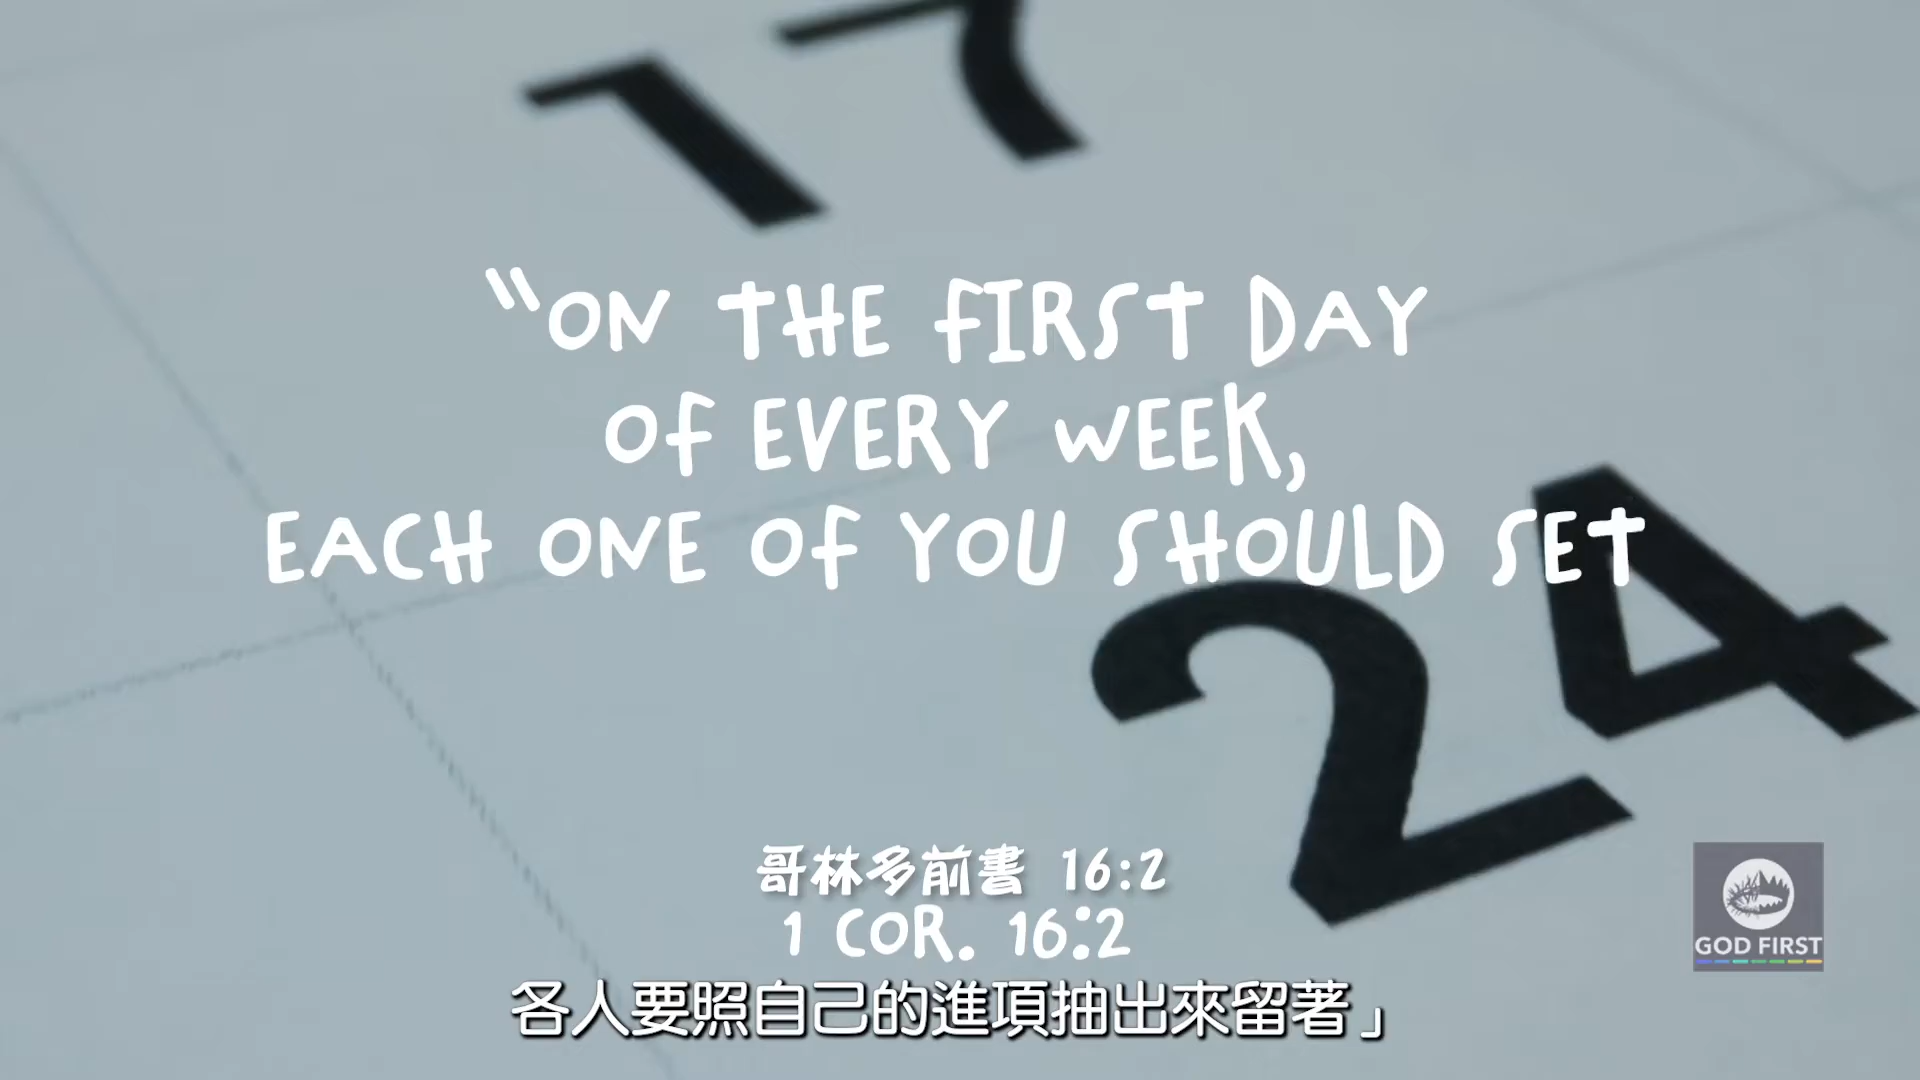 17
“ON THE FIRST DAY
OF EVERY WEEK,
EACH ONE OF YOU SHOULD SET
24
哥林多前書 16:2
1 COR. 16:2
GOD FIRST
各人要照自己的進項抽出來留著」